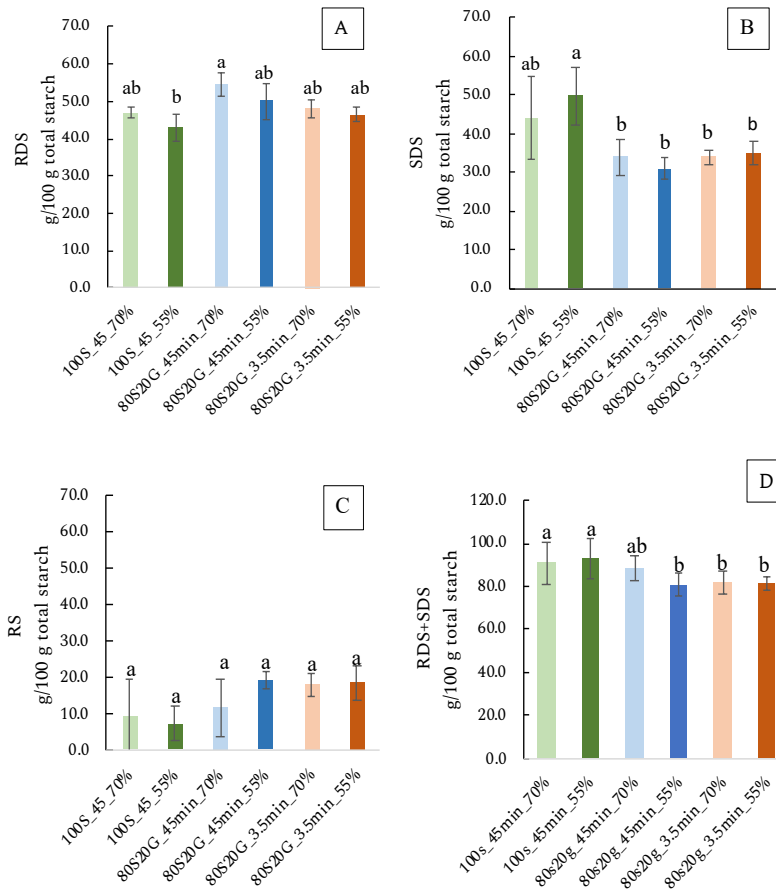 A
RDS
g/100 g total starch
70.0
60.0
50.0
40.0
30.0
20.0
10.0
0.0
ab
b
a
ab
ab
ab
100S_45_70%
100S_45_55%
80S20G_45min_70%
80S20G_45min_55%
80S20G_3.5min_70%
80S20G_3.5min_55%
B
SDS
g/100 g total starch
70.0
60.0
50.0
40.0
30.0
20.0
10.0
0.0
ab
a
b
b
b
b
100S_45_70%
100S_45_55%
80S20G_45min_70%
80S20G_45min_55%
80S20G_3.5min_70%
80S20G_3.5min_55%
C
RS
g/100 g total starch
70.0
60.0
50.0
40.0
30.0
20.0
10.0
0.0
a
a
a
a
a
a
100S_45_70%
100S_45_55%
80S20G_45min_70%
80S20G_45min_55%
80S20G_3.5min_70%
80S20G_3.5min_55%
D
RDS+SDS
g/100 g total starch
120.0
100.0
80.0
60.0
40.0
20.0
0.0
a
a
ab
b
b
b
100s_45min_70%
100s_45min_55%
80s20g_45min_70%
80s20g_45min_55%
80s20g_3.5min_70%
80s20g_3.5min_55%